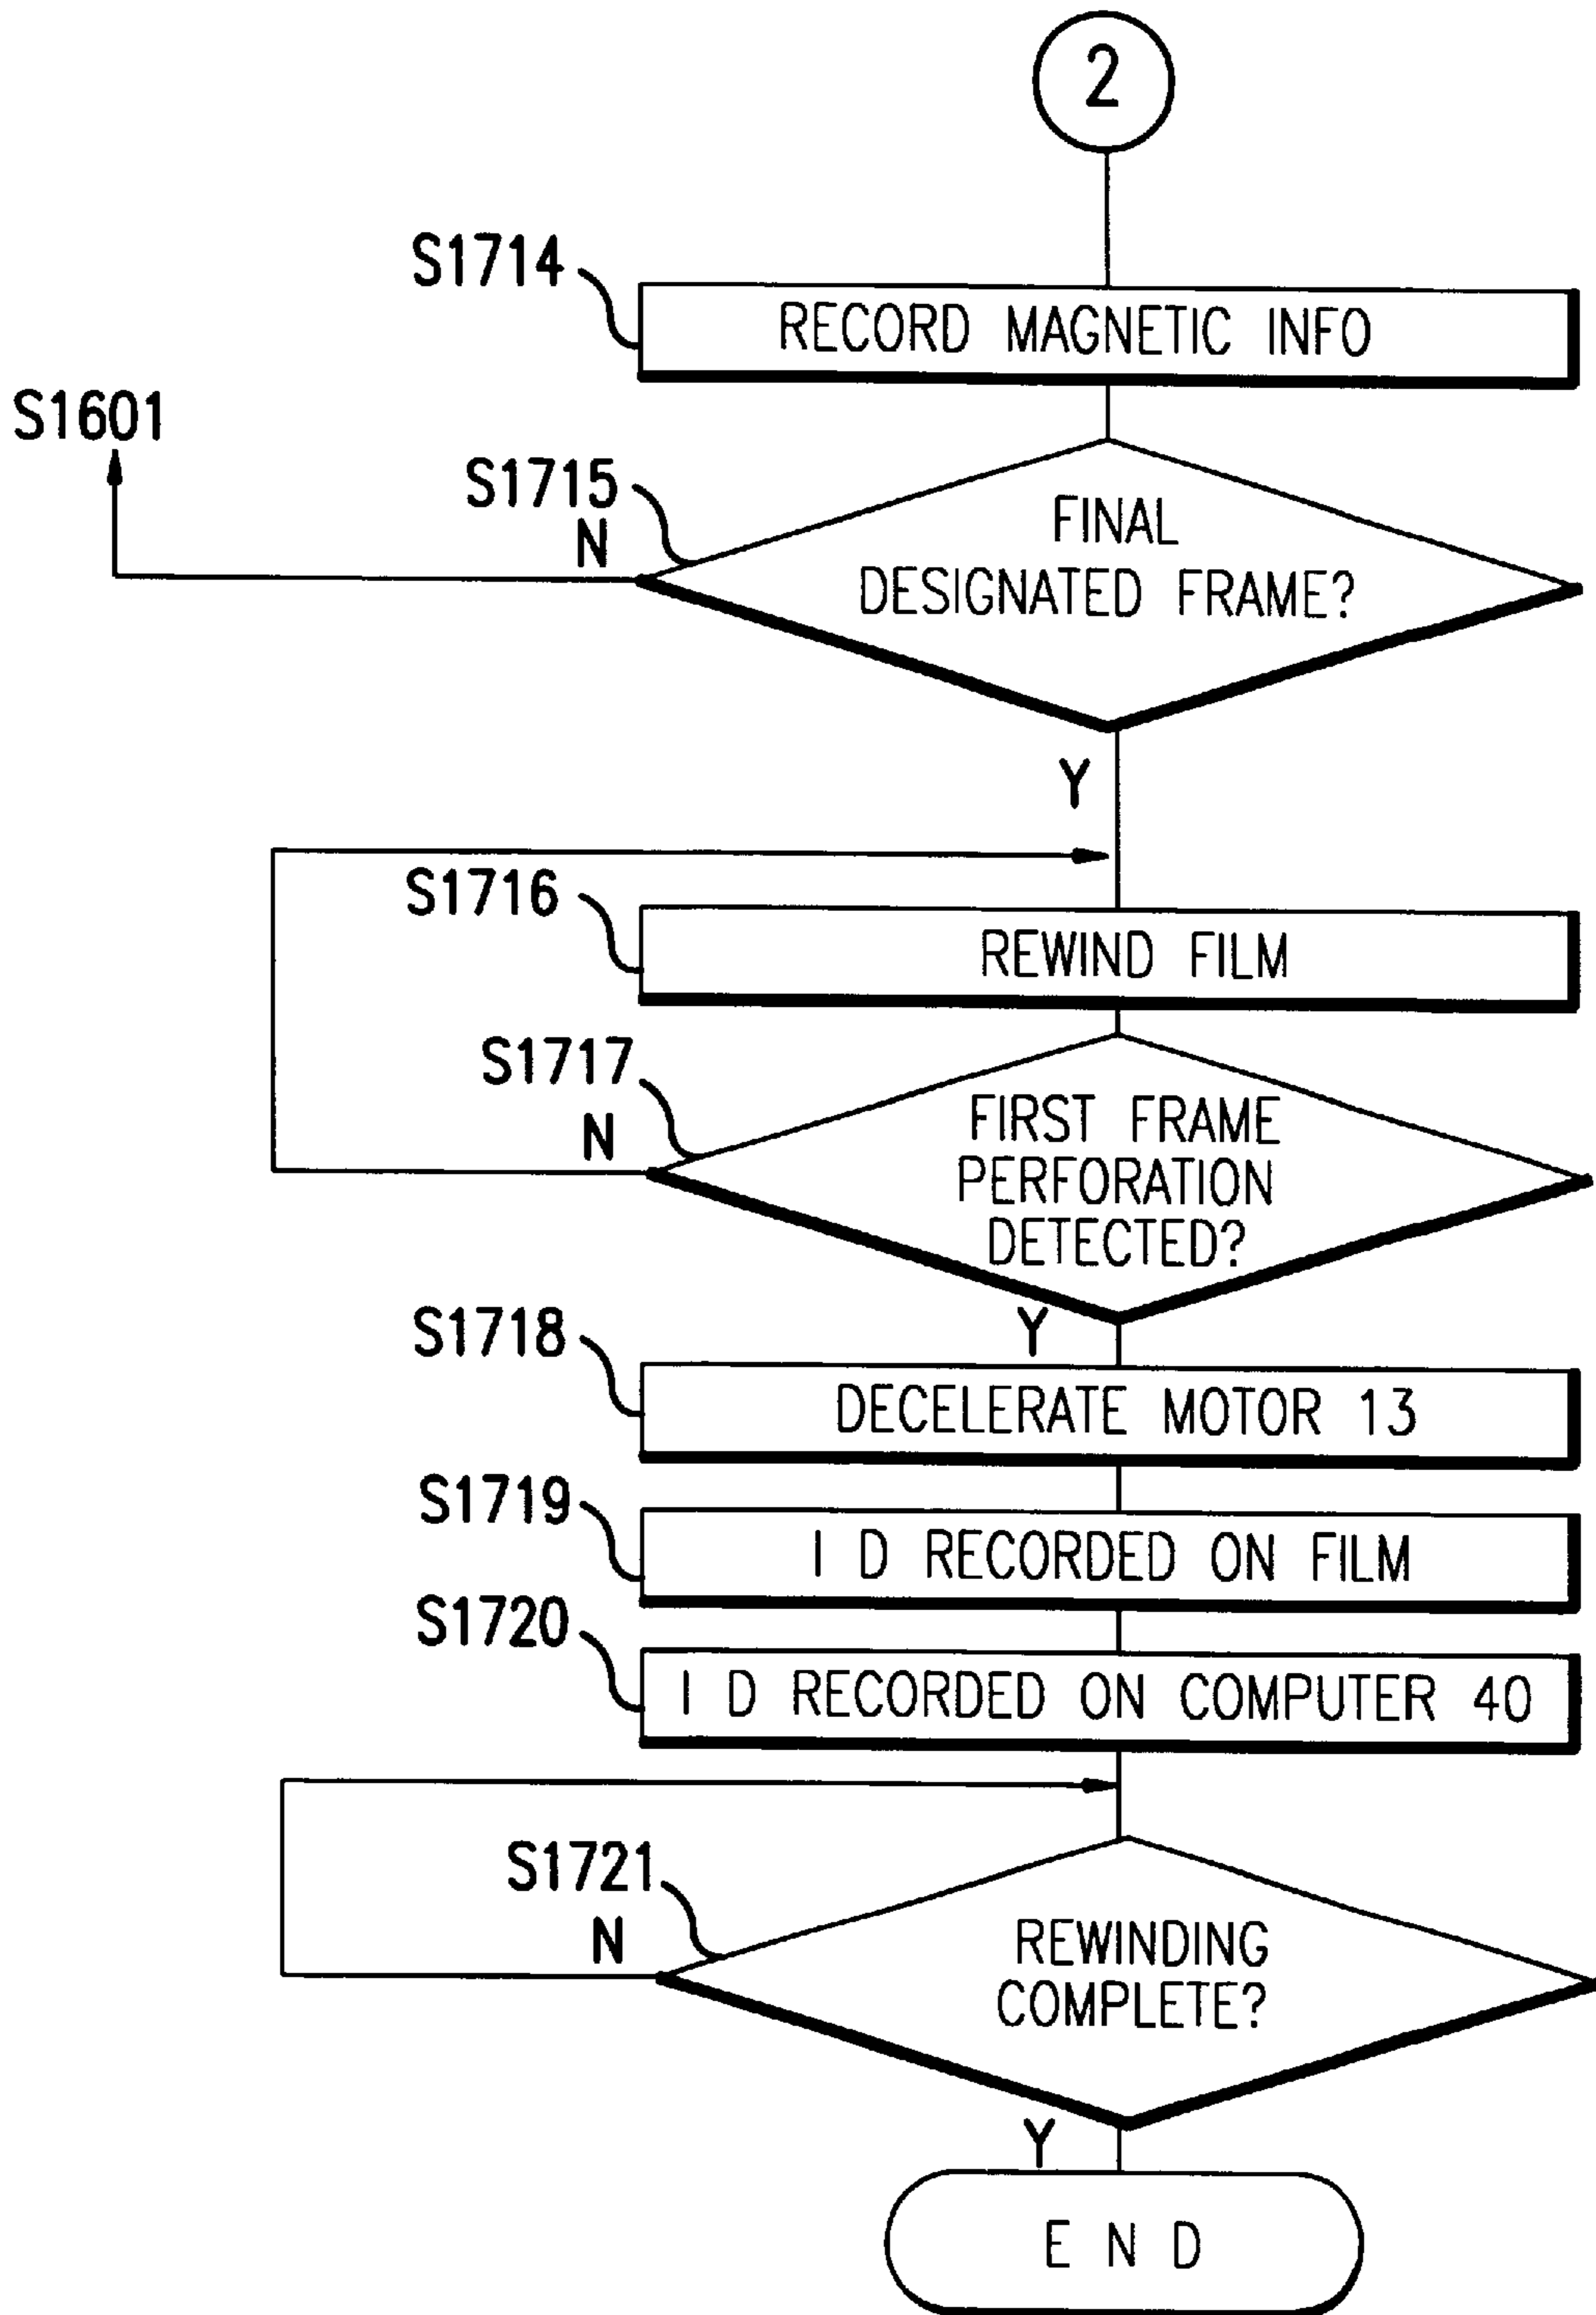 2
S1714
RECORD MAGNETIC INFO
S1601
S1715
N
FINAL
DESIGNATED FRAME?
Y
S1716
REWIND FILM
S1717
N
FIRST FRAME
PERFORATION
DETECTED?
Y
S1718
DECELERATE MOTOR 13
S1719
I D RECORDED ON FILM
S1720
I D RECORDED ON COMPUTER 40
S1721
N
REWINDING
COMPLETE?
Y
E N D